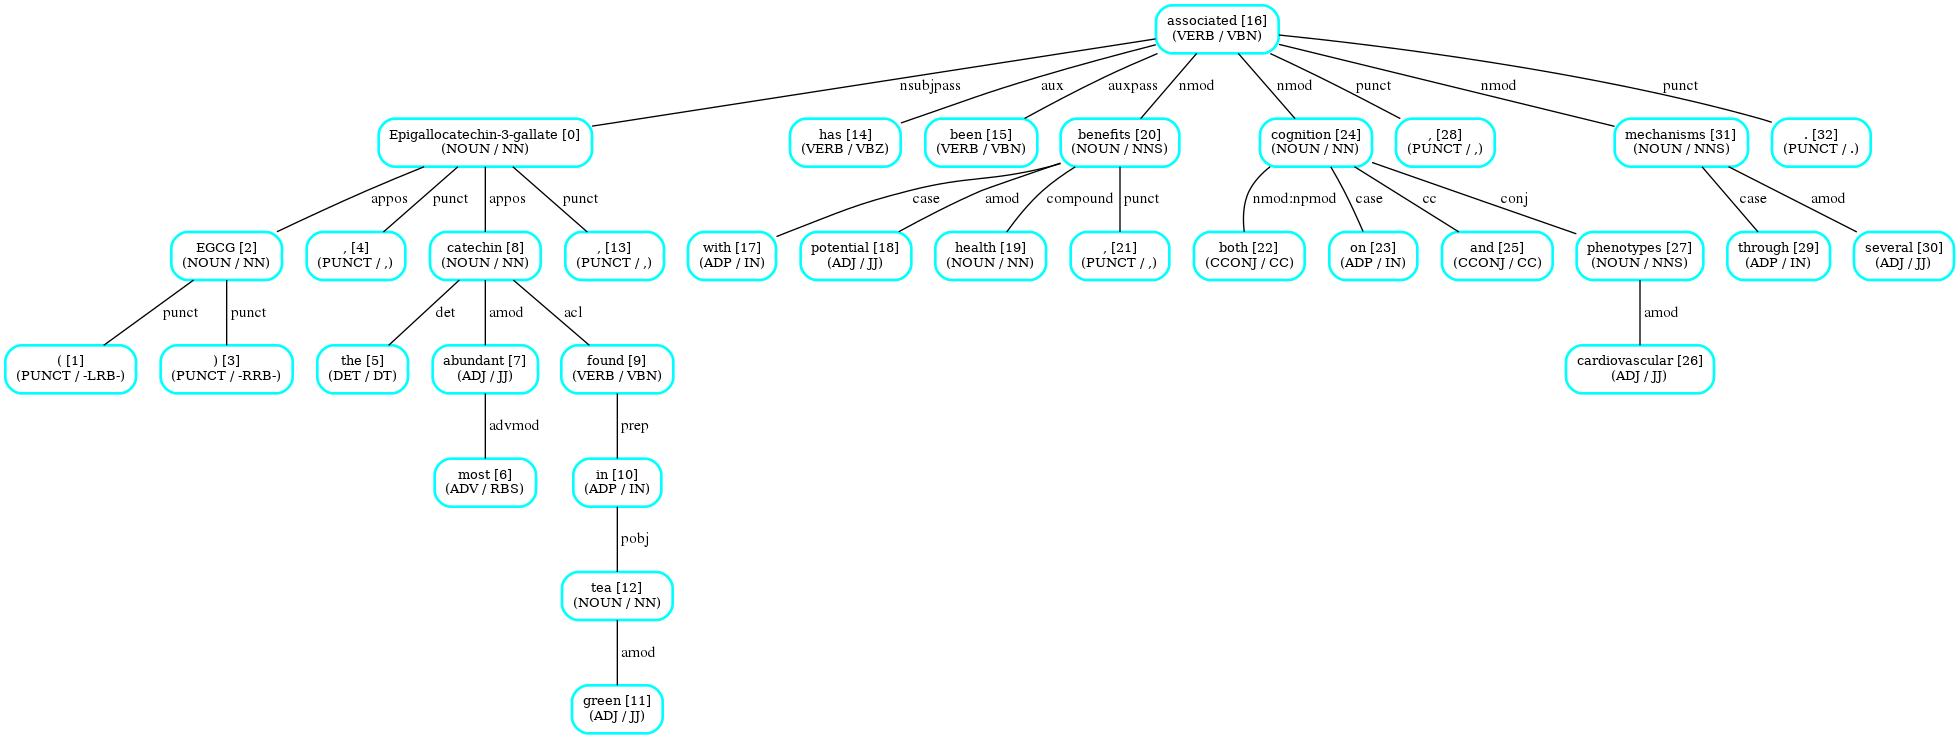 associated [16]
(VERB / VBN)
nsubjpass
aux
auxpass
nmod
nmod
punct
nmod
punct
Epigallocatechin-3-gallate [0]
(NOUN / NN)
has [14]
(VERB / VBZ)
been [15]
(VERB / VBN)
benefits [20]
(NOUN / NNS)
cognition [24]
(NOUN / NN)
, [28]
(PUNCT / ,)
mechanisms [31]
(NOUN / NNS)
. [32]
(PUNCT / .)
appos
punct
appos
punct
case
amod
compound
punct
nmod:npmod
case
cc
conj
case
amod
EGCG [2]
(NOUN / NN)
, [4]
(PUNCT / ,)
catechin [8]
(NOUN / NN)
, [13]
(PUNCT / ,)
with [17]
(ADP / IN)
potential [18]
(ADJ / JJ)
health [19]
(NOUN / NN)
, [21]
(PUNCT / ,)
both [22]
(CCONJ / CC)
on [23]
(ADP / IN)
and [25]
(CCONJ / CC)
phenotypes [27]
(NOUN / NNS)
through [29]
(ADP / IN)
several [30]
(ADJ / JJ)
punct
punct
det
amod
acl
amod
( [1]
(PUNCT / -LRB-)
) [3]
(PUNCT / -RRB-)
the [5]
(DET / DT)
abundant [7]
(ADJ / JJ)
found [9]
(VERB / VBN)
cardiovascular [26]
(ADJ / JJ)
advmod
prep
most [6]
(ADV / RBS)
in [10]
(ADP / IN)
pobj
tea [12]
(NOUN / NN)
amod
green [11]
(ADJ / JJ)